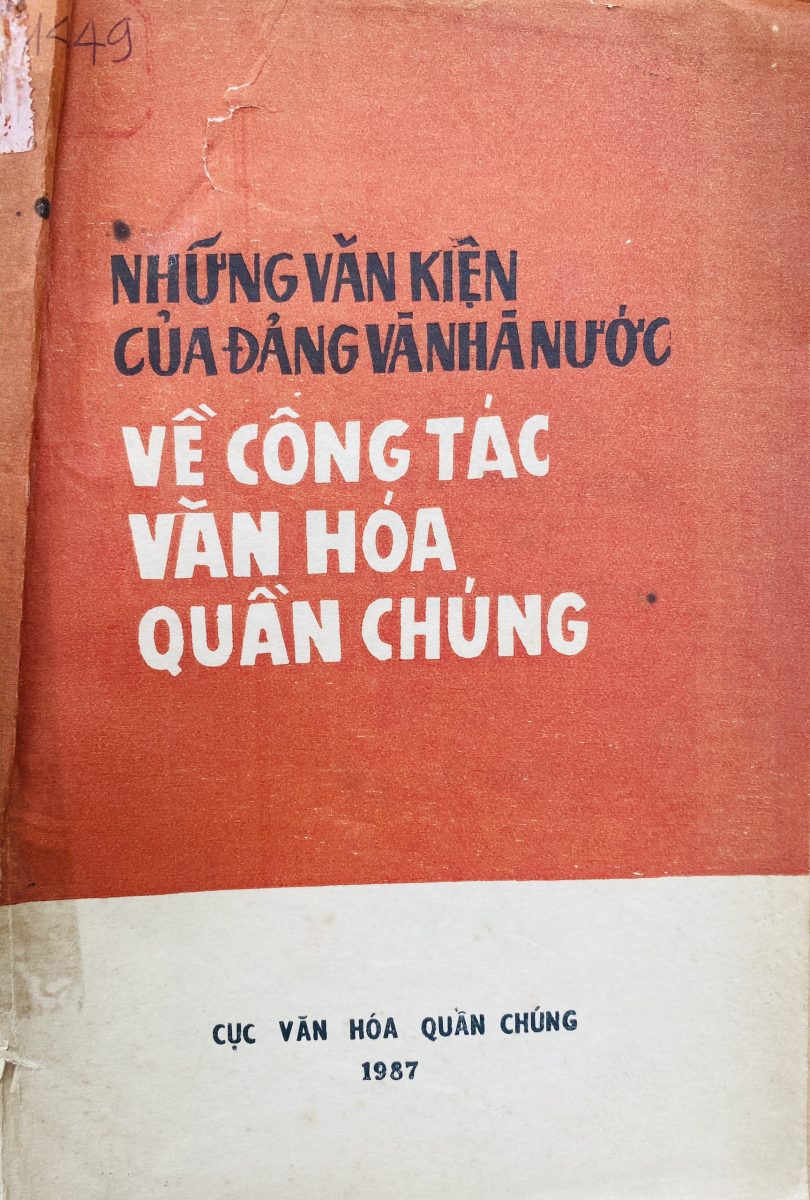 K49
NHỮNG VĂN KIỆN
CỦA ĐẢNG VÀ NHÀ NƯỚC
VỀ CÔNG TÁC
VĂN HÓA
QUẦN CHÚNG
CỤC VĂN HÓA QUẦN CHÚNG
1987